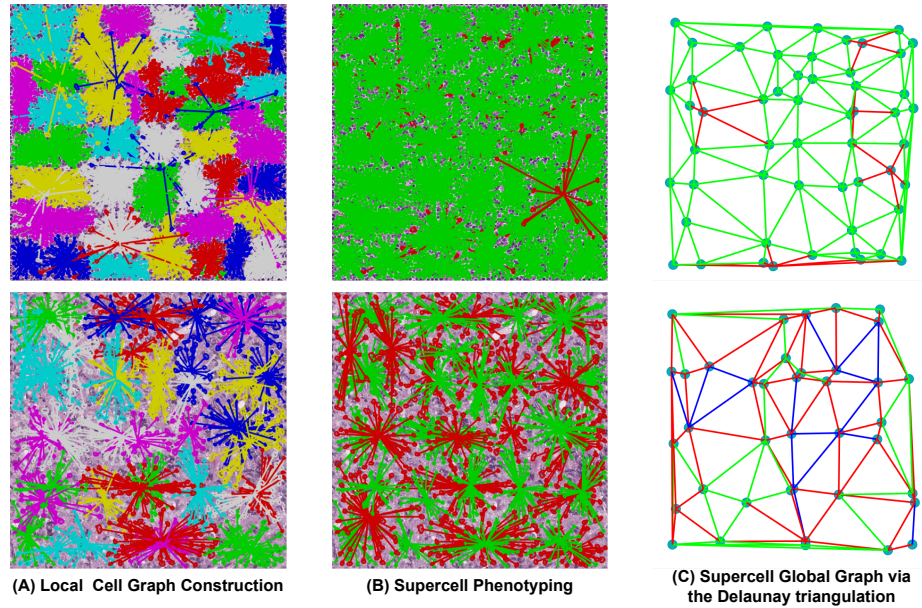 (A) Local Cell Graph Construction
(B) Supercell Phenotyping
(C) Supercell Global Graph via
the Delaunay triangulation